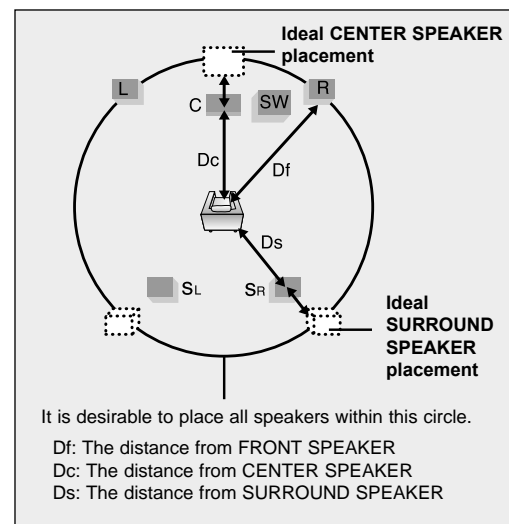 Ideal CENTER SPEAKER
placement
L
R
C
SW
Dc
Df
Ds
SL
SR
Ideal
SURROUND
SPEAKER
placement
It is desirable to place all speakers within this circle.
Df: The distance from FRONT SPEAKER
Dc: The distance from CENTER SPEAKER
Ds: The distance from SURROUND SPEAKER